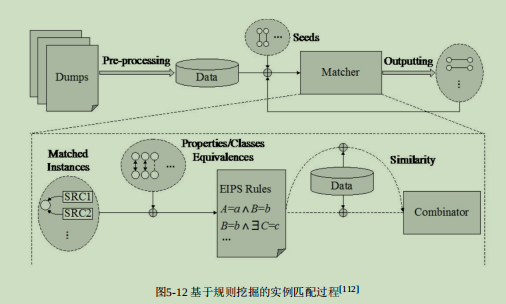 Seeds
Pre-processing
Outputting
Dumps
Data
Matcher
...
Properties/Classes
Equivalences
Matched
Instances
Similarity
SRC1
SRC2
EIPS Rules
A=a∧B=b
B=b∧∃C=c
...
Data
Combinator
图5-12 基于规则挖掘的实例匹配过程[112]